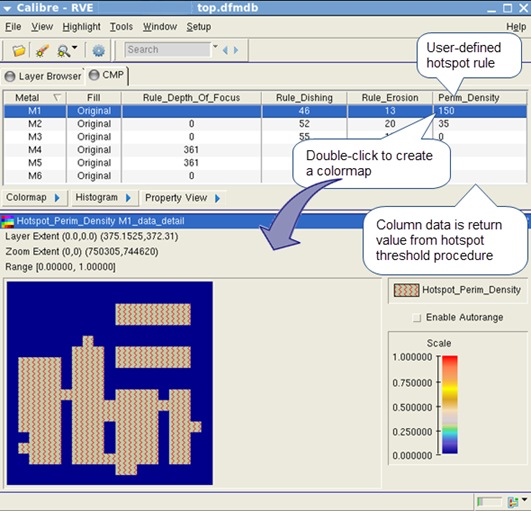 Calibre - RVE top.dfmdb
File View Highlight Tools Window Setup Help
Search
User-defined
hotspot rule
Layer Browser CMP
Metal Fill Rule_Depth_Of_Focus Rule_Dishing Rule_Erosion Perim_Density
M1 Original 46 13 150
M2 Original 0 52 20 35
M3 Original 0 55 0
M4 Original 361
M5 Original 361
M6 Original 0
Double-click to create
a colormap
Colormap Histogram Property View
Column data is return
value from hotspot
threshold procedure
Hotspot_Perim_Density M1_data_detail
Layer Extent (0.0,0.0) (375.1525,372.31)
Zoom Extent (0,0) (750305,744620)
Range [0.00000, 1.00000]
Hotspot_Perim_Density
Enable Autorange
Scale
1.000000
0.750000
0.500000
0.250000
0.000000